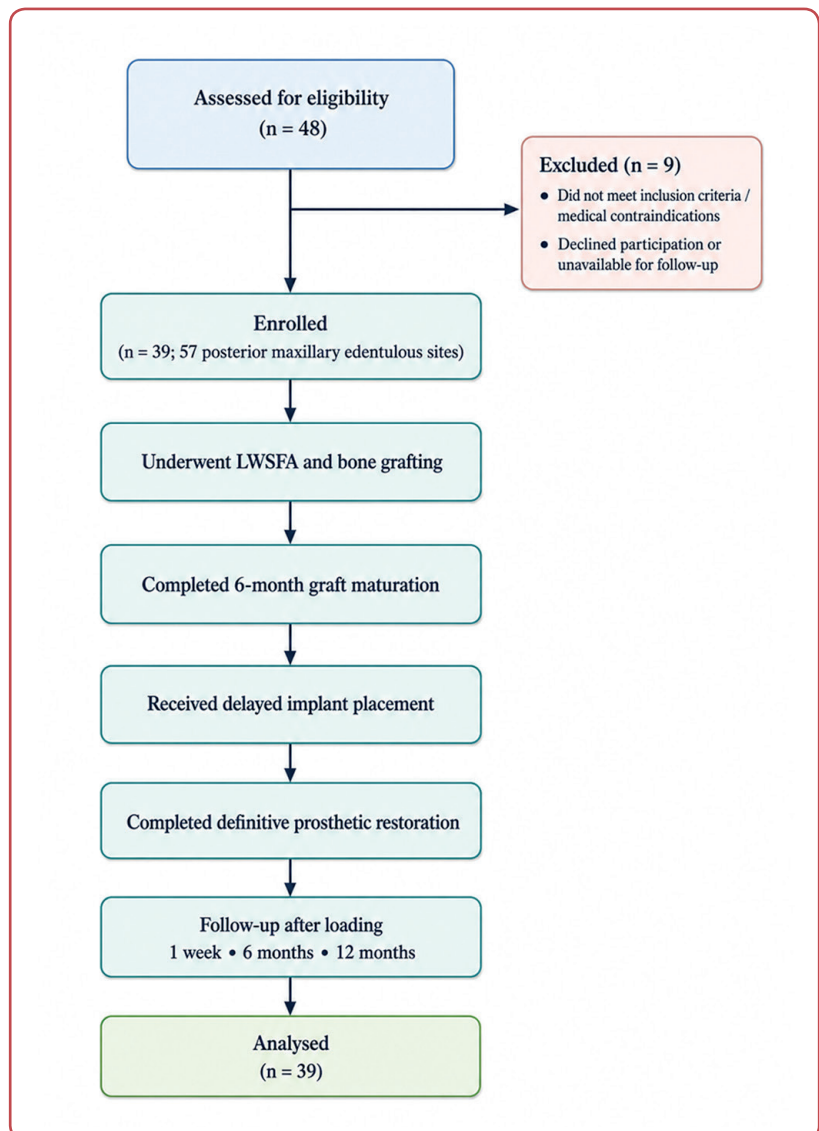 Assessed for eligibility
(n = 48)
Excluded (n = 9)
• Did not meet inclusion criteria /
medical contraindications
• Declined participation or
unavailable for follow-up
Enrolled
(n = 39; 57 posterior maxillary edentulous sites)
Underwent LWSFA and bone grafting
Completed 6-month graft maturation
Received delayed implant placement
Completed definitive prosthetic restoration
Follow-up after loading
1 week • 6 months • 12 months
Analysed
(n = 39)